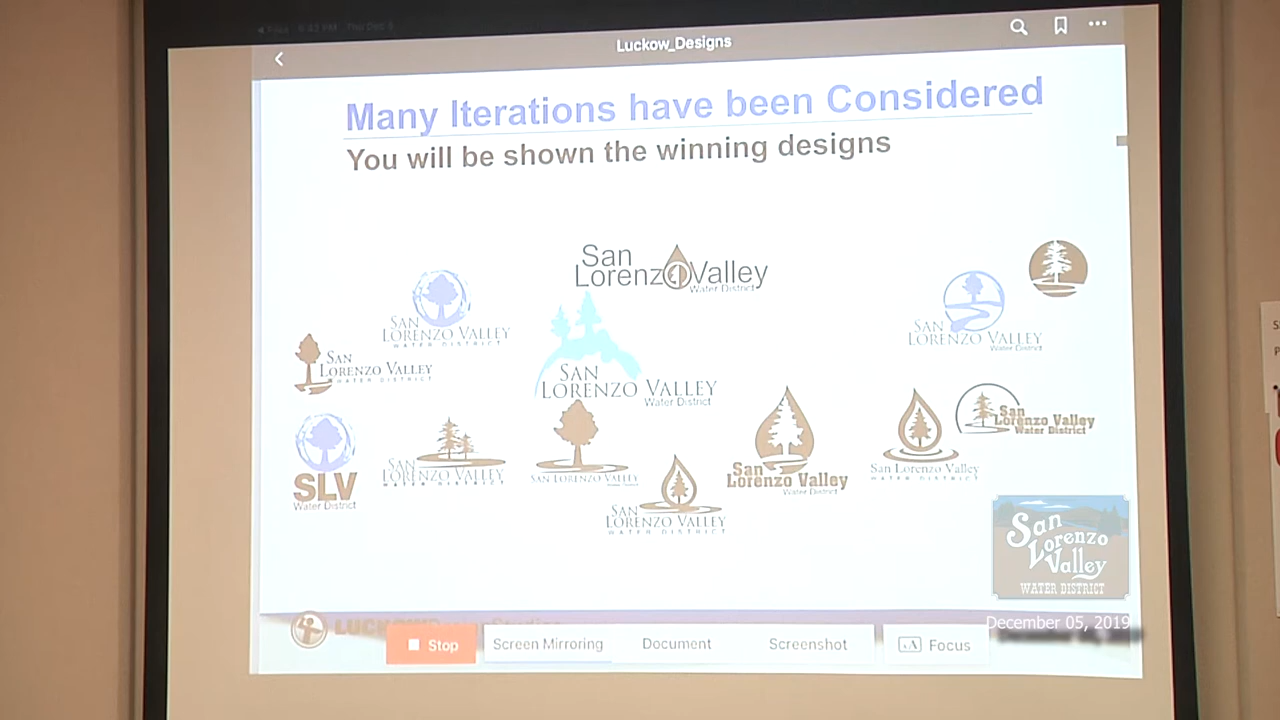 Luckow_Designs
Many Iterations have been Considered
You will be shown the winning designs
San
Lorenzo Valley
Water District
SAN
LORENZO VALLEY
WATER DISTRICT
SAN
LORENZO VALLEY
Water District
SAN
LORENZO VALLEY
WATER DISTRICT
SAN
LORENZO VALLEY
Water District
San
Lorenzo Valley
Water District
SLV
Water District
SAN
LORENZO VALLEY
WATER DISTRICT
SAN LORENZO VALLEY
San
Lorenzo Valley
Water District
SAN LORENZO VALLEY
WATER DISTRICT
SAN
LORENZO VALLEY
WATER DISTRICT
San
Lorenzo
Valley
WATER DISTRICT
LUCKOW
December 05, 2019
Stop
Screen Mirroring
Document
Screenshot
Focus